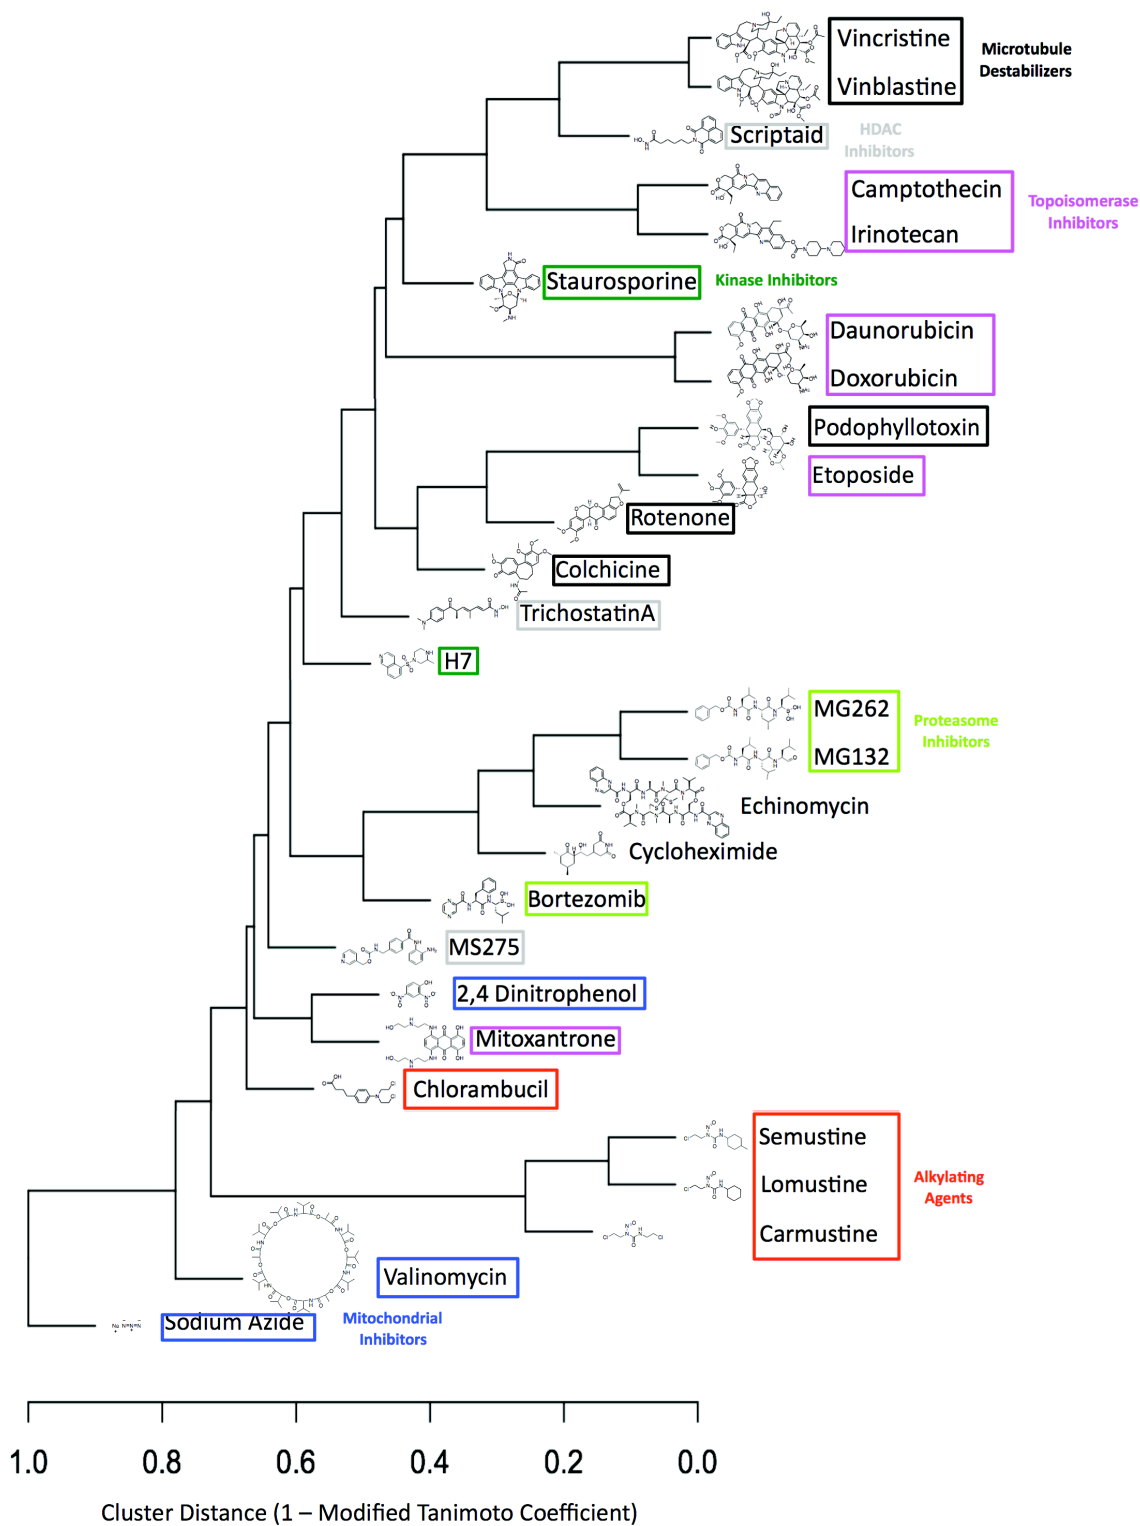 Vincristine
Vinblastine
Microtubule
Destabilizers
Scriptaid
HDAC
Inhibitors
Camptothecin
Irinotecan
Topoisomerase
Inhibitors
Staurosporine
Kinase Inhibitors
Daunorubicin
Doxorubicin
Podophyllotoxin
Etoposide
Rotenone
Colchicine
TrichostatinA
H7
MG262
MG132
Proteasome
Inhibitors
Echinomycin
Cycloheximide
Bortezomib
MS275
2,4 Dinitrophenol
Mitoxantrone
Chlorambucil
Semustine
Lomustine
Carmustine
Alkylating
Agents
Valinomycin
Sodium Azide
Mitochondrial
Inhibitors
1.0 0.8 0.6 0.4 0.2 0.0
Cluster Distance (1 – Modified Tanimoto Coefficient)